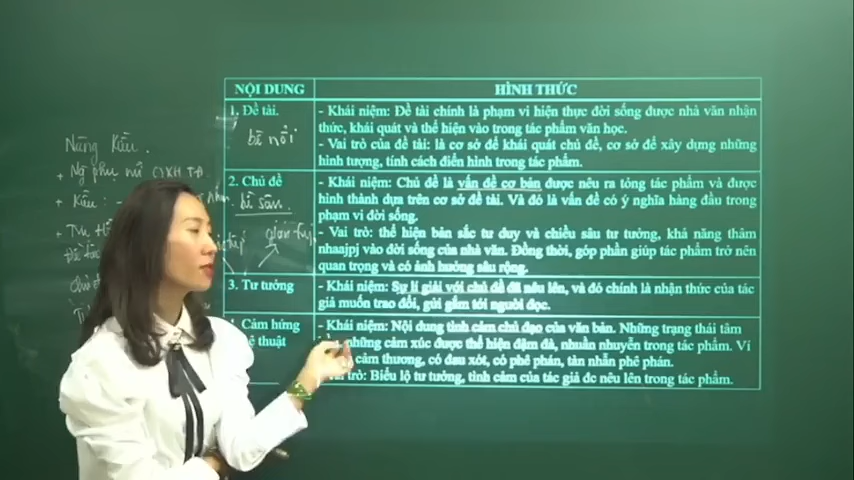 NỘI DUNG
HÌNH THỨC
1. Đề tài.
bề nổi
- Khái niệm: Đề tài chính là phạm vi hiện thực đời sống được nhà văn nhận
thức, khái quát và thể hiện vào trong tác phẩm văn học.
- Vai trò của đề tài: là cơ sở để khái quát chủ đề, cơ sở để xây dựng những
hình tượng, tính cách điển hình trong tác phẩm.
2. Chủ đề
bề sâu
- Khái niệm: Chủ đề là vấn đề cơ bản được nêu ra tỏng tác phẩm và được
hình thành dựa trên cơ sở đề tài. Và đó là vấn đề có ý nghĩa hàng đầu trong
phạm vi đời sống.
- Vai trò: thể hiện bản sắc tư duy và chiều sâu tư tưởng, khả năng thâm
nhaajpj vào đời sống của nhà văn. Đồng thời, góp phần giúp tác phẩm trở nên
quan trọng và có ảnh hưởng sâu rộng.
3. Tư tưởng
- Khái niệm: Sự lí giải với chủ đề đã nêu lên, và đó chính là nhận thức của tác
giả muốn trao đổi, gửi gắm tới người đọc.
Cảm hứng
thuật
- Khái niệm: Nội dung tình cảm chủ đạo của văn bản. Những trạng thái tâm
những cảm xúc được thể hiện đậm đà, nhuần nhuyễn trong tác phẩm. Ví
cảm thương, có đau xót, có phê phán, tàn nhẫn phê phán.
trò: Biểu lộ tư tưởng, tình cảm của tác giả đc nêu lên trong tác phẩm.
Nàng Kiều.
+ Kiều: